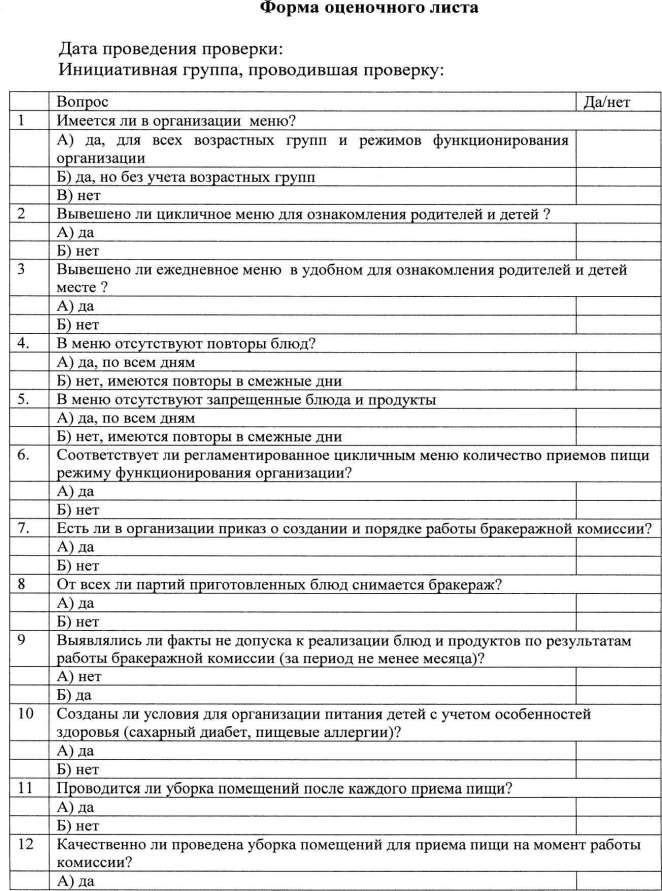 Форма оценочного листа
Дата проведения проверки:
Инициативная группа, проводившая проверку:
Вопрос Да/нет
1 Имеется ли в организации меню?
А) да, для всех возрастных групп и режимов функционирования
организации
Б) да, но без учета возрастных групп
В) нет
2 Вывешено ли цикличное меню для ознакомления родителей и детей ?
А) да
Б) нет
3 Вывешено ли ежедневное меню в удобном для ознакомления родителей и детей
месте ?
А) да
Б) нет
4. В меню отсутствуют повторы блюд?
А) да, по всем дням
Б) нет, имеются повторы в смежные дни
5. В меню отсутствуют запрещенные блюда и продукты
А) да, по всем дням
Б) нет, имеются повторы в смежные дни
6. Соответствует ли регламентированное цикличным меню количество приемов пищи
режиму функционирования организации?
А) да
Б) нет
7. Есть ли в организации приказ о создании и порядке работы бракеражной комиссии?
А) да
Б) нет
8 От всех ли партий приготовленных блюд снимается бракераж?
А) да
Б) нет
9 Выявлялись ли факты не допуска к реализации блюд и продуктов по результатам
работы бракеражной комиссии (за период не менее месяца)?
А) нет
Б) да
10 Созданы ли условия для организации питания детей с учетом особенностей
здоровья (сахарный диабет, пищевые аллергии)?
А) да
Б) нет
11 Проводится ли уборка помещений после каждого приема пищи?
А) да
Б) нет
12 Качественно ли проведена уборка помещений для приема пищи на момент работы
комиссии?
А) да